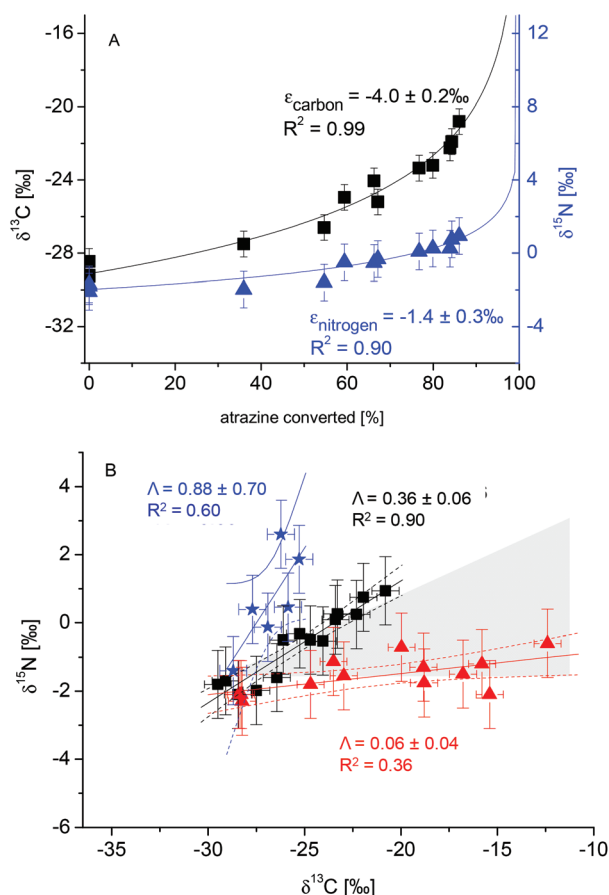 A
-16
-20
-24
-28
-32
δ¹³C [‰]
12
8
4
0
-4
δ¹⁵N [‰]
εcarbon = -4.0 ± 0.2‰
R² = 0.99
εnitrogen = -1.4 ± 0.3‰
R² = 0.90
0 20 40 60 80 100
atrazine converted [%]
B
Λ = 0.88 ± 0.70
R² = 0.60
Λ = 0.36 ± 0.06
R² = 0.90
4
2
0
-2
-4
-6
δ¹⁵N [‰]
Λ = 0.06 ± 0.04
R² = 0.36
-35 -30 -25 -20 -15 -10
δ¹³C [‰]